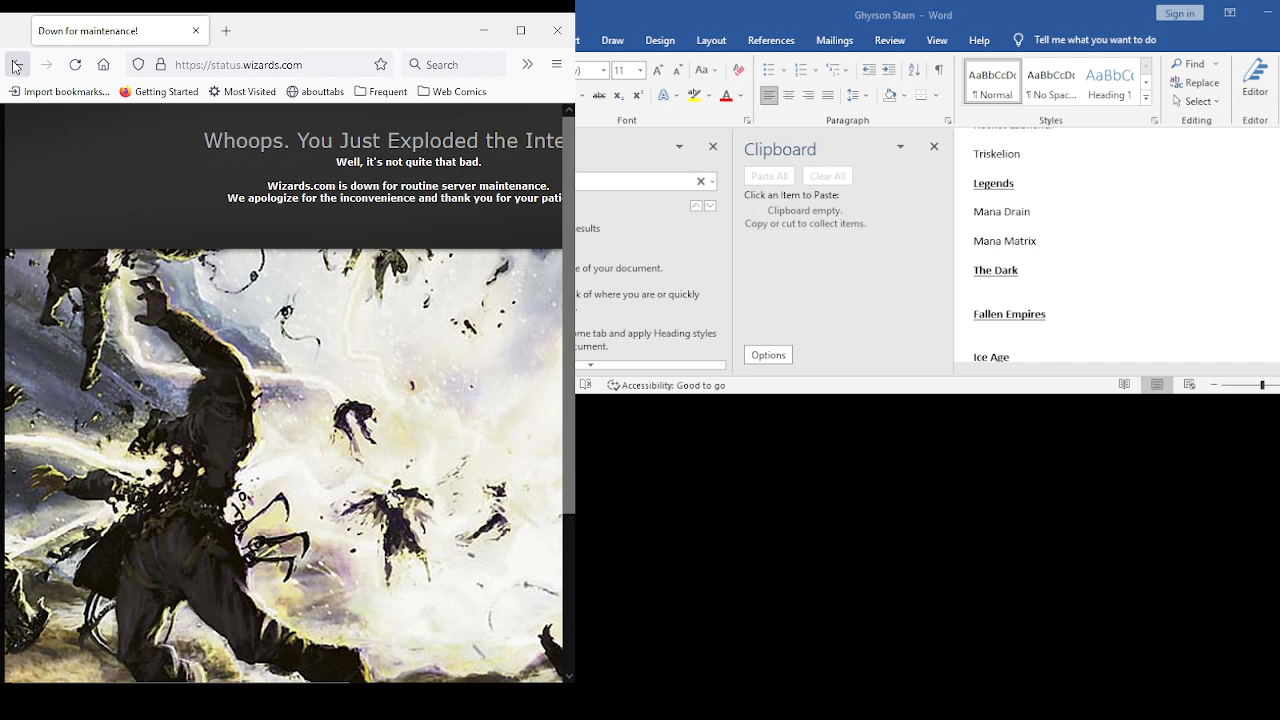 Down for maintenance!
https://status.wizards.com
Search
Import bookmarks...
Getting Started
Most Visited
abouttabs
Frequent
Web
Whoops. You Just Exploded the Inte
Well, it's not quite that bad.
Wizards.com is down for routine server maintenance.
We apologize for the inconvenience and thank you for your pati
Ghyrson Starn - Word
Sign in
Draw
Design
Layout
References
Mailings
Review
View
Help
Tell me what you want to do
11
Aa
abc
x₂
x²
A
A
Font
Paragraph
AaBbCcDc
¶ Normal
AaBbCcDc
¶ No Spac...
AaBbCc
Heading 1
Styles
Find
Replace
Select
Editing
Editor
Editor
esults
e of your document.
k of where you are or quickly
ome tab and apply Heading styles
cument.
Clipboard
Paste All
Clear All
Click an Item to Paste:
Clipboard empty.
Copy or cut to collect items.
Options
Triskelion
Legends
Mana Drain
Mana Matrix
The Dark
Fallen Empires
Ice Age
Accessibility: Good to go